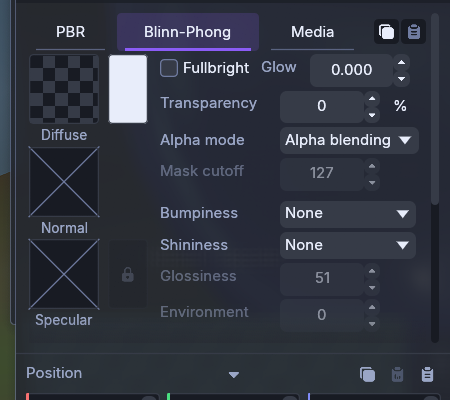 PBR Blinn-Phong Media
Fullbright Glow 0.000
Transparency 0 %
Diffuse
Alpha mode Alpha blending
Mask cutoff 127
Normal
Bumpiness None
Shininess None
Glossiness 51
Specular
Environment 0
Position